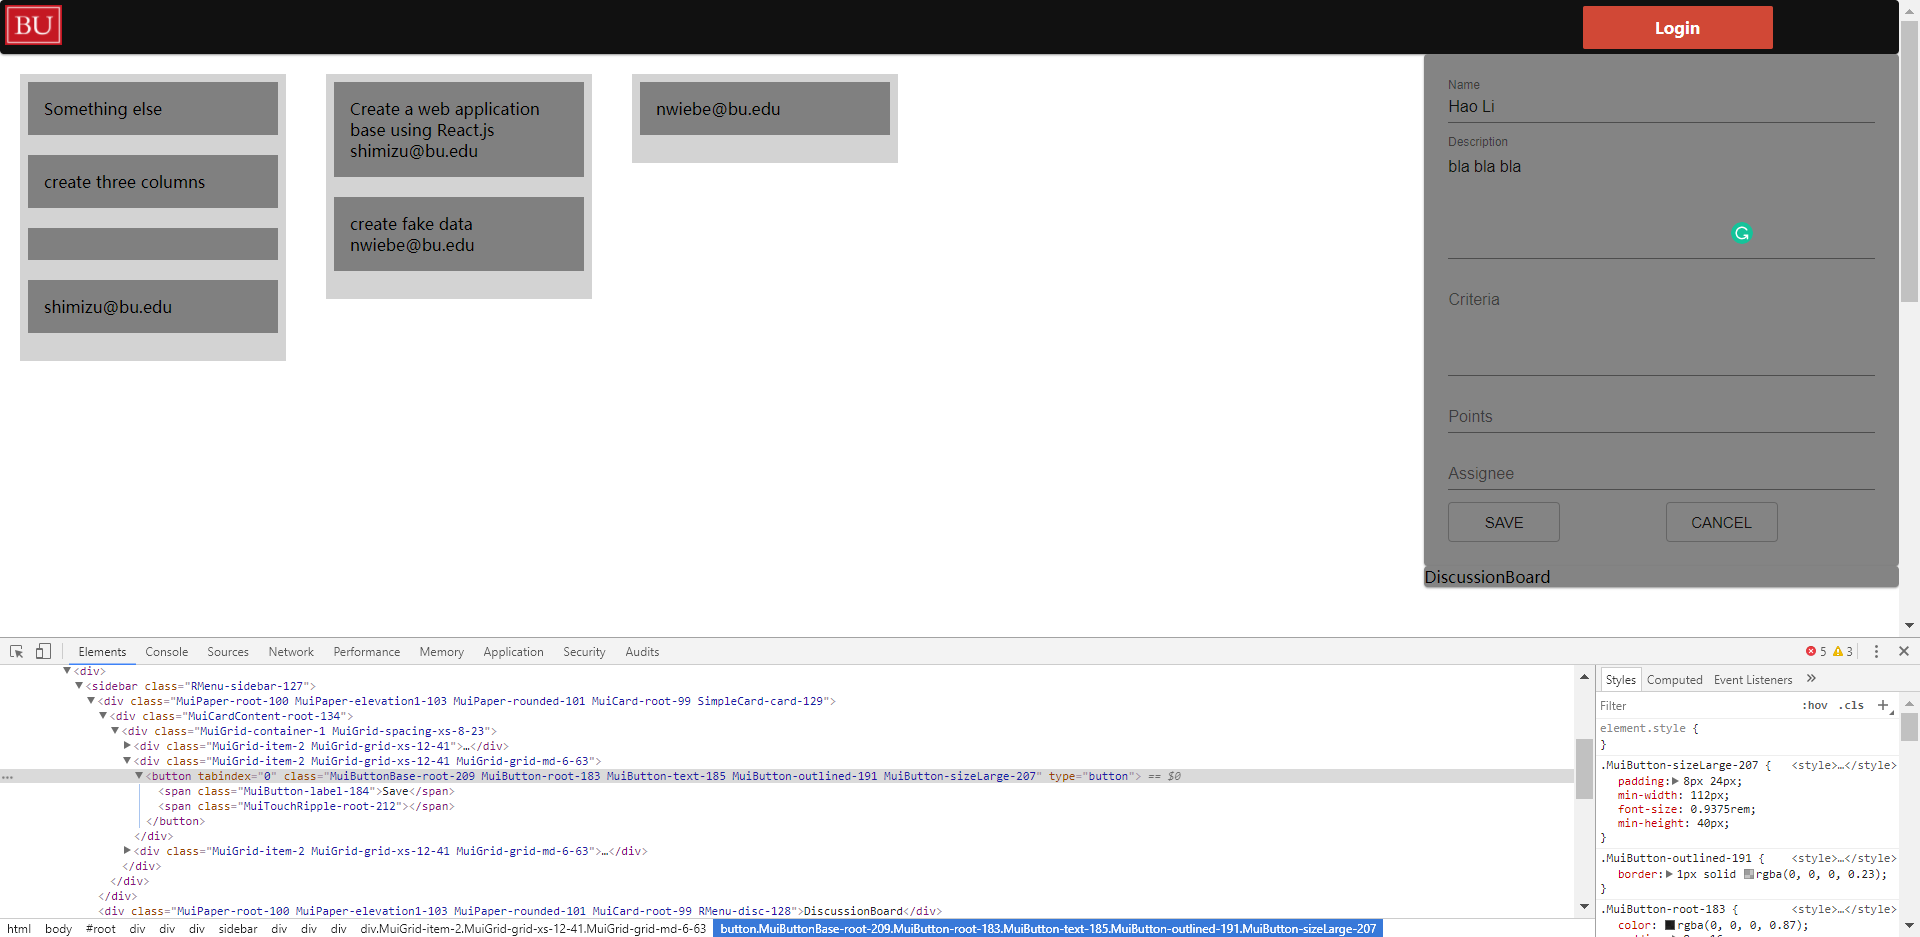 BU
Login
Something else
create three columns
shimizu@bu.edu
Create a web application
base using React.js
shimizu@bu.edu
create fake data
nwiebe@bu.edu
nwiebe@bu.edu
Name
Hao Li
Description
bla bla bla
Criteria
Points
Assignee
SAVE CANCEL
DiscussionBoard
Elements Console Sources Network Performance Memory Application Security Audits 5 3
<div>
<sidebar class="RMenu-sidebar-127">
<div class="MuiPaper-root-100 MuiPaper-elevation1-103 MuiPaper-rounded-101 MuiCard-root-99 SimpleCard-card-129">
<div class="MuiCardContent-root-134">
<div class="MuiGrid-container-1 MuiGrid-spacing-xs-8-23">
<div class="MuiGrid-item-2 MuiGrid-grid-xs-12-41">…</div>
<div class="MuiGrid-item-2 MuiGrid-grid-xs-12-41 MuiGrid-grid-md-6-63">
… <button tabindex="0" class="MuiButtonBase-root-209 MuiButton-root-183 MuiButton-text-185 MuiButton-outlined-191 MuiButton-sizeLarge-207" type="button"> == $0
<span class="MuiButton-label-184">Save</span>
<span class="MuiTouchRipple-root-212"></span>
</button>
</div>
<div class="MuiGrid-item-2 MuiGrid-grid-xs-12-41 MuiGrid-grid-md-6-63">…</div>
</div>
</div>
</div>
<div class="MuiPaper-root-100 MuiPaper-elevation1-103 MuiPaper-rounded-101 MuiCard-root-99 RMenu-disc-128">DiscussionBoard</div>
html body #root div div div sidebar div div div div.MuiGrid-item-2.MuiGrid-grid-xs-12-41.MuiGrid-grid-md-6-63 button.MuiButtonBase-root-209.MuiButton-root-183.MuiButton-text-185.MuiButton-outlined-191.MuiButton-sizeLarge-207
Styles Computed Event Listeners »
Filter :hov .cls +
element.style {
}
.MuiButton-sizeLarge-207 { <style>…</style>
padding: 8px 24px;
min-width: 112px;
font-size: 0.9375rem;
min-height: 40px;
}
.MuiButton-outlined-191 { <style>…</style>
border: 1px solid rgba(0, 0, 0, 0.23);
}
.MuiButton-root-183 { <style>…</style>
color: rgba(0, 0, 0, 0.87);